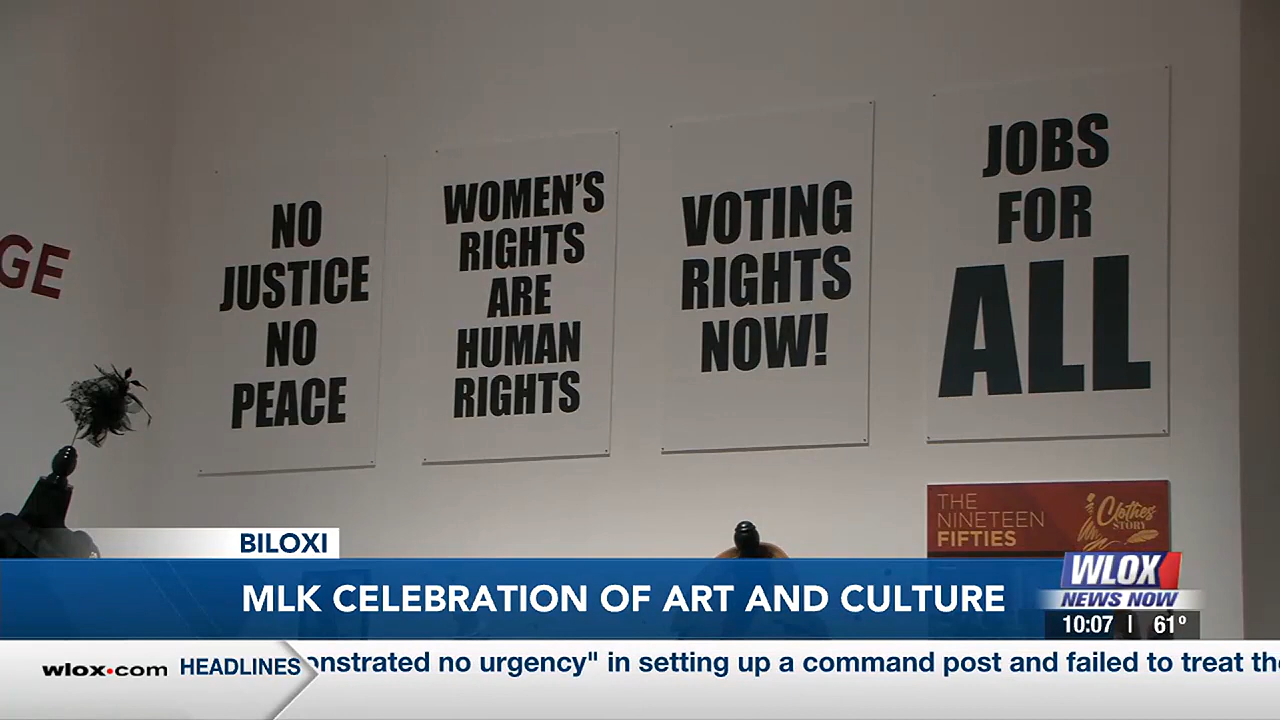 GE
NO
JUSTICE
NO
PEACE
WOMEN'S
RIGHTS
ARE
HUMAN
RIGHTS
VOTING
RIGHTS
NOW!
JOBS
FOR
ALL
THE
NINETEEN
FIFTIES
Clothes
STORY
BILOXI
MLK CELEBRATION OF ART AND CULTURE
WLOX
NEWS NOW
10:07 | 61°
wlox.com HEADLINES onstrated no urgency" in setting up a command post and failed to treat the